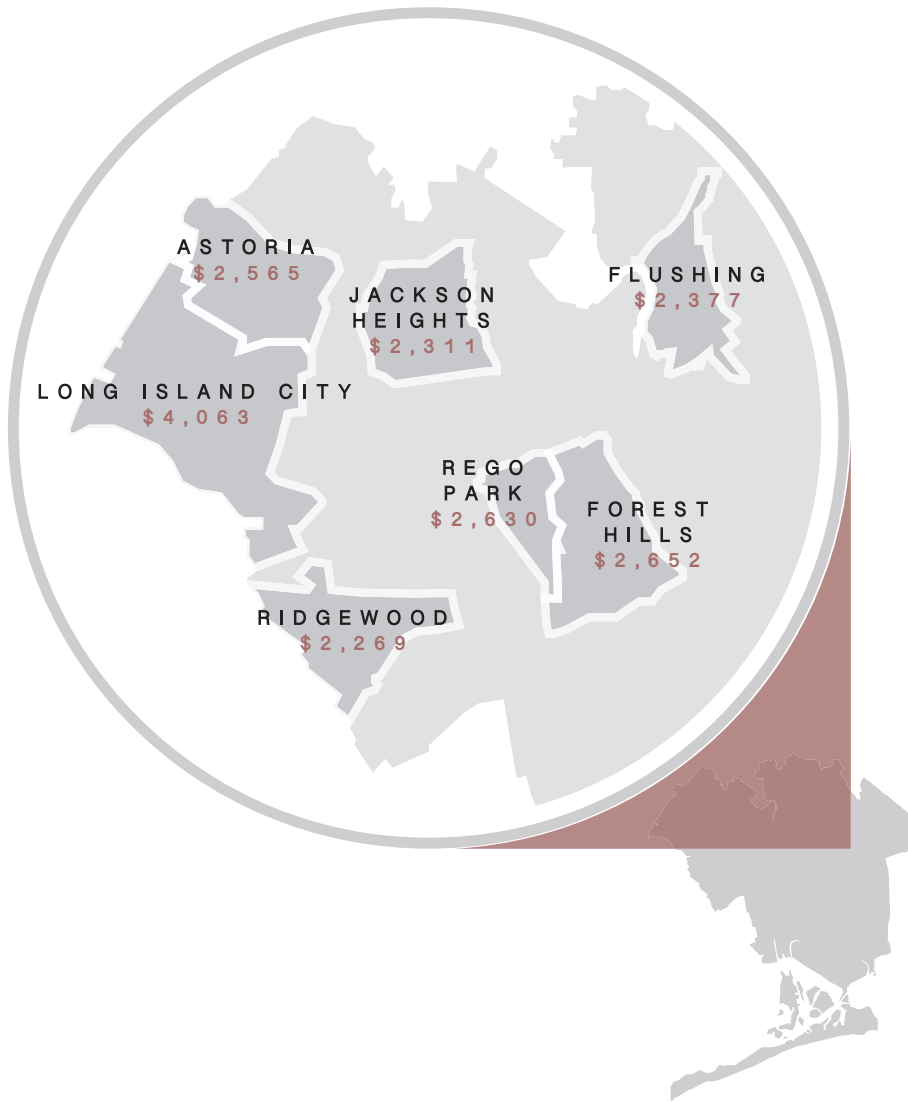 ASTORIA
$2,565
FLUSHING
$2,377
JACKSON
HEIGHTS
$2,311
LONG ISLAND CITY
$4,063
REGO
PARK
$2,630
FOREST
HILLS
$2,652
RIDGEWOOD
$2,269